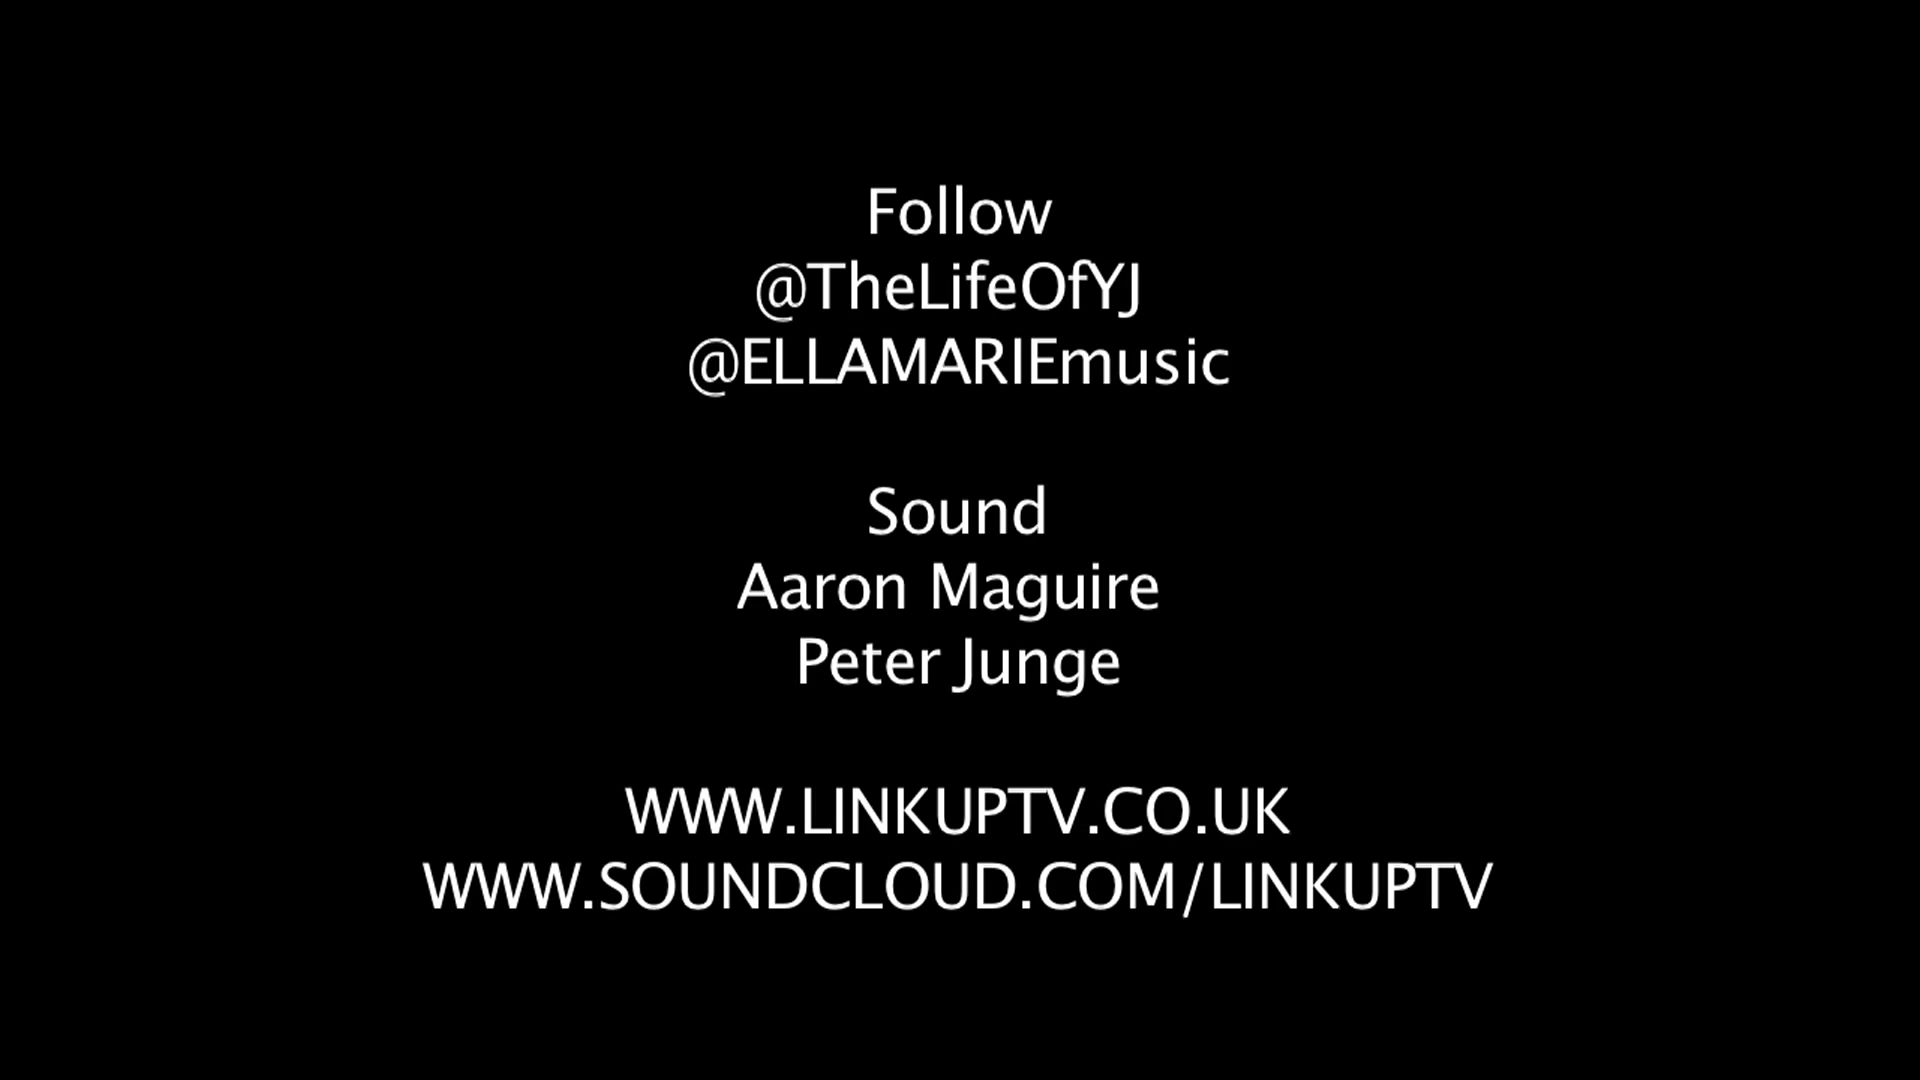 Follow
@TheLifeOfYJ
@ELLAMARIEmusic
Sound
Aaron Maguire
Peter Junge
WWW.LINKUPTV.CO.UK
WWW.SOUNDCLOUD.COM/LINKUPTV